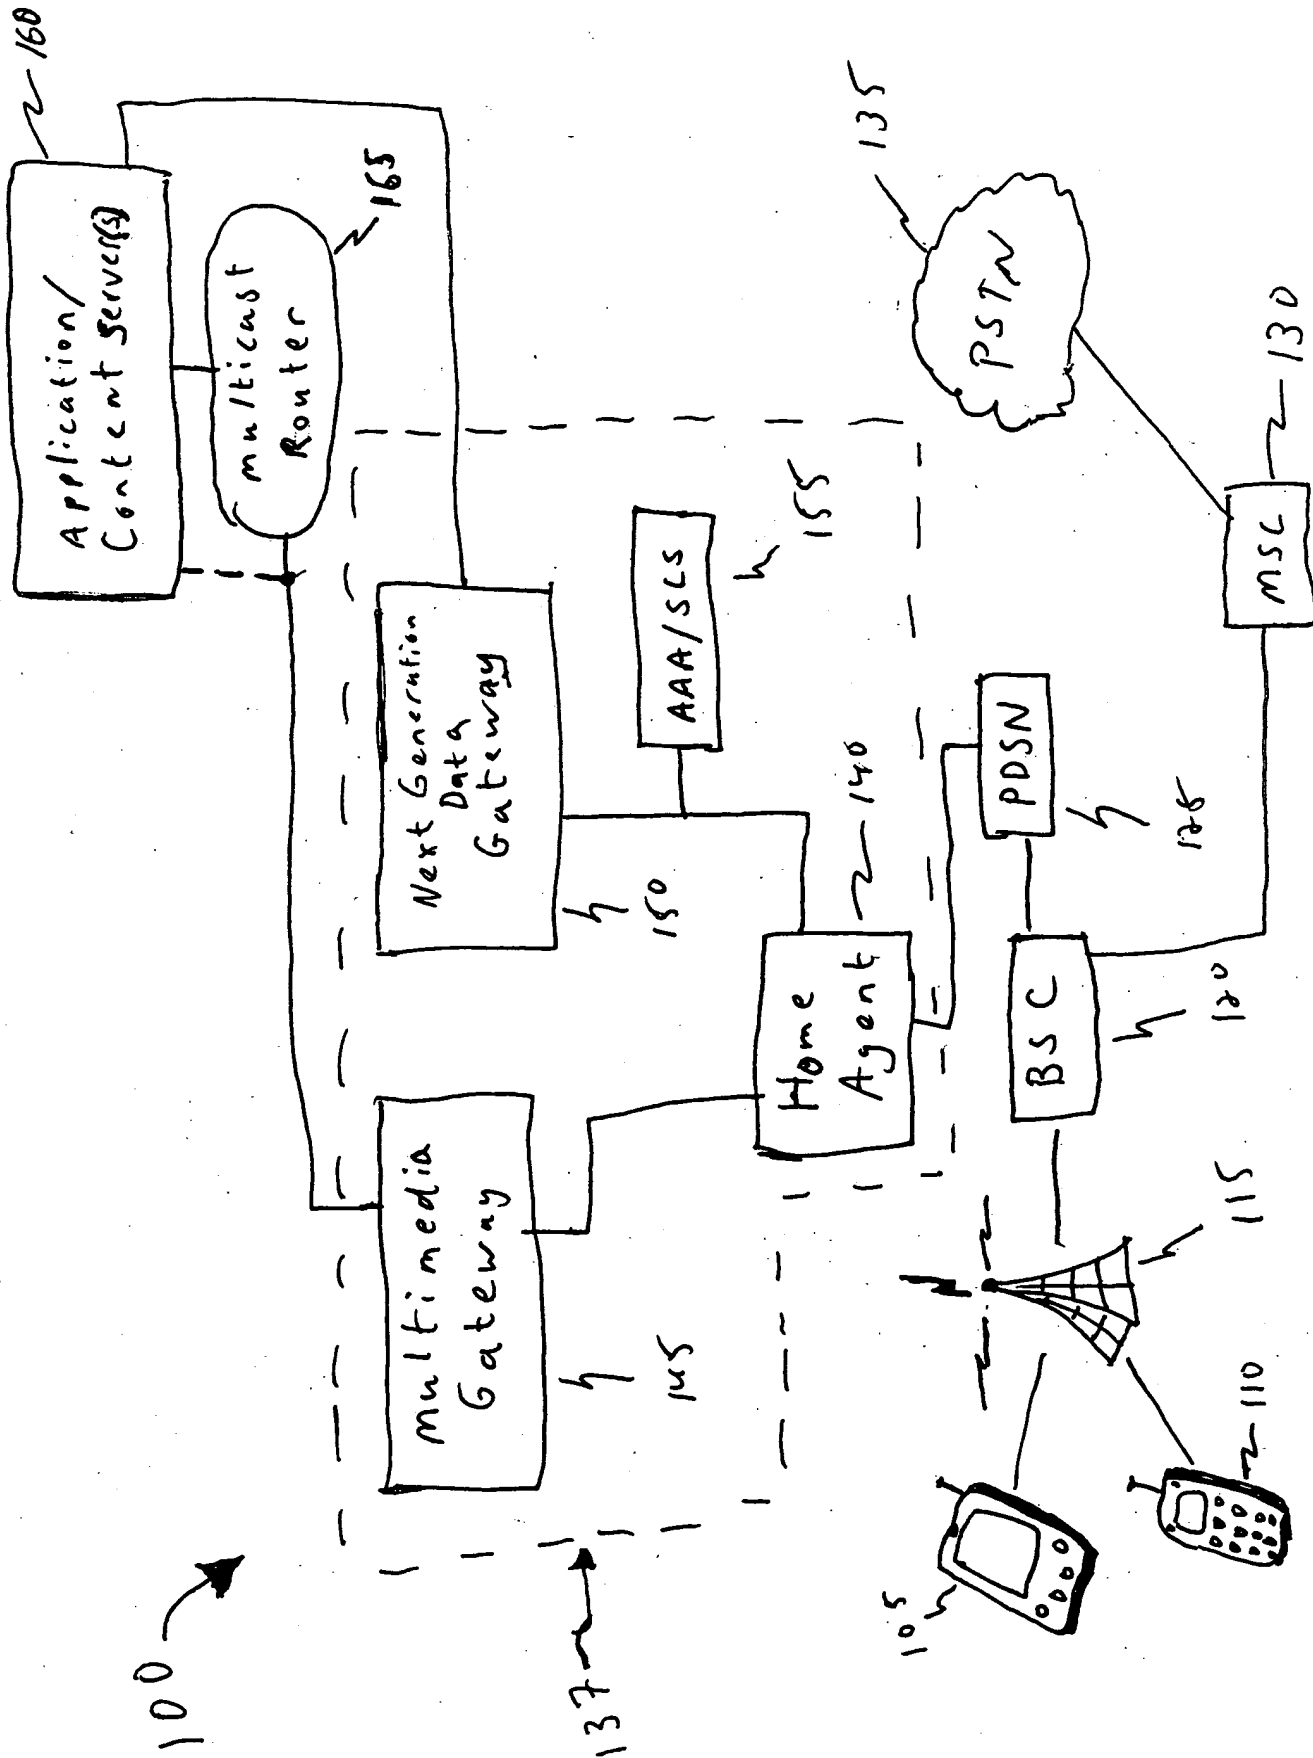 100
160
Application/
Content Server(s)
multicast
Router
165
137
Multimedia
Gateway
145
Next Generation
Data
Gateway
150
AAA/SLS
155
Home
Agent
140
135
PSTN
105
110
115
BSC
120
PDSN
125
MSC
130